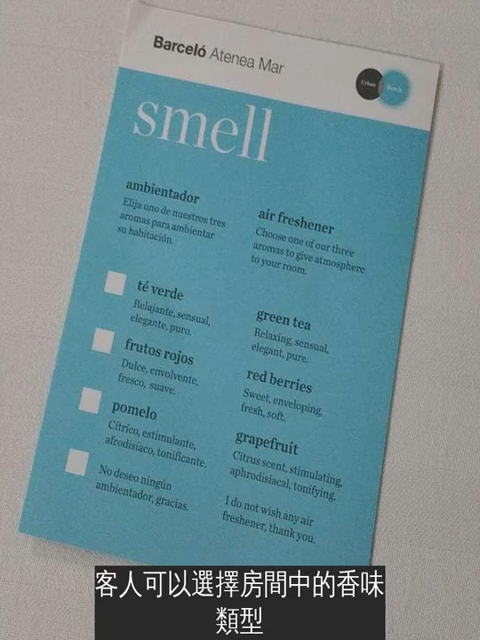 Barceló Atenea Mar
Urban
Beach
smell
ambientador
Elija uno de nuestros tres
aromas para ambientar
su habitación.
air freshener
Choose one of our three
aromas to give atmosphere
to your room.
té verde
Relajante, sensual,
elegante, puro.
green tea
Relaxing, sensual,
elegant, pure.
frutos rojos
Dulce, envolvente,
fresco, suave.
red berries
Sweet, enveloping,
fresh, soft.
pomelo
Cítrico, estimulante,
afrodisíaco, tonificante.
grapefruit
Citrus scent, stimulating,
aphrodisiacal, tonifying.
No deseo ningún
ambientador, gracias.
I do not wish any air
freshener, thank you.
客人可以選擇房間中的香味
類型